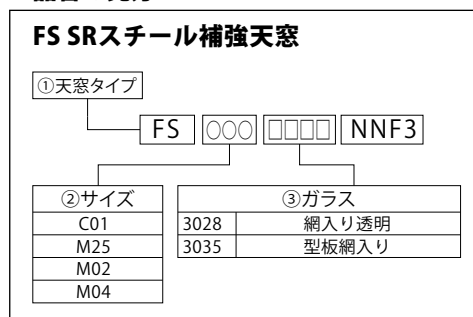 FS SRスチール補強天窓
①天窓タイプ
FS ○○○ □□□□ NNF3
②サイズ
C01
M25
M02
M04
③ガラス
3028 網入り透明
3035 型板網入り